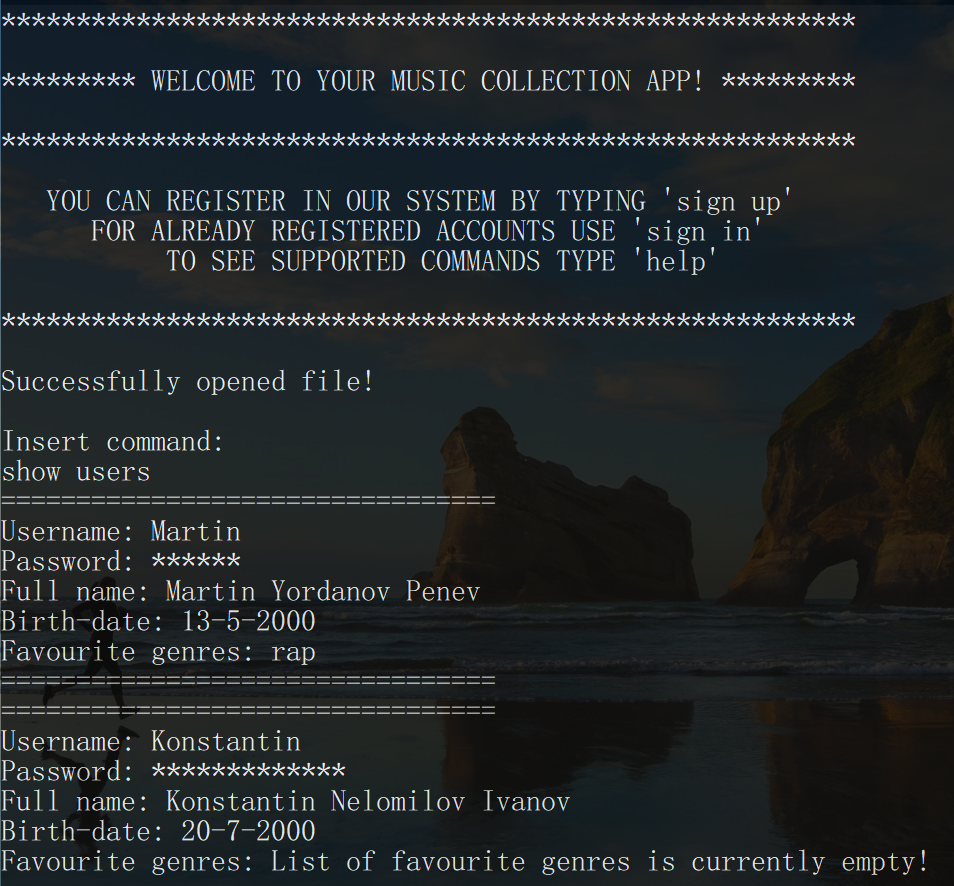 *********************************************************
********* WELCOME TO YOUR MUSIC COLLECTION APP! *********
*********************************************************
YOU CAN REGISTER IN OUR SYSTEM BY TYPING 'sign up'
FOR ALREADY REGISTERED ACCOUNTS USE 'sign in'
TO SEE SUPPORTED COMMANDS TYPE 'help'
*********************************************************
Successfully opened file!
Insert command:
show users
=================================
Username: Martin
Password: ******
Full name: Martin Yordanov Penev
Birth-date: 13-5-2000
Favourite genres: rap
=================================
=================================
Username: Konstantin
Password: *************
Full name: Konstantin Nelomilov Ivanov
Birth-date: 20-7-2000
Favourite genres: List of favourite genres is currently empty!